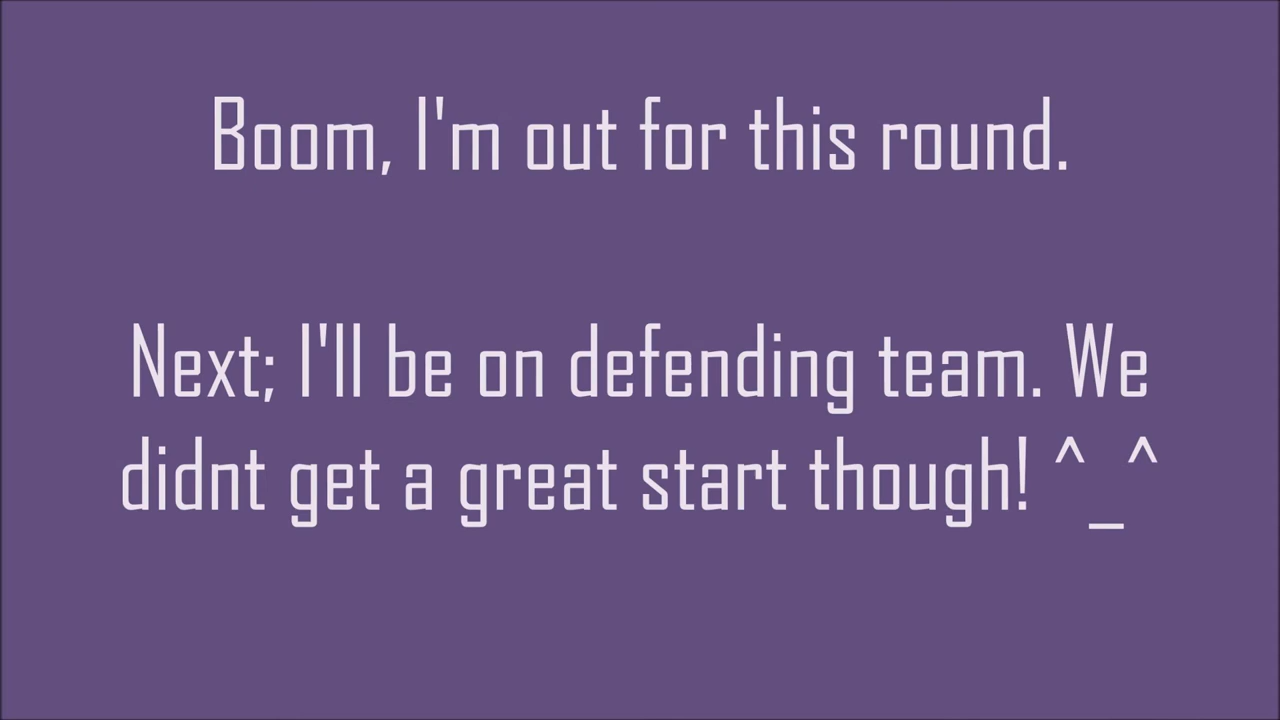 Boom, I'm out for this round.
Next; I'll be on defending team. We
didnt get a great start though! ^_^